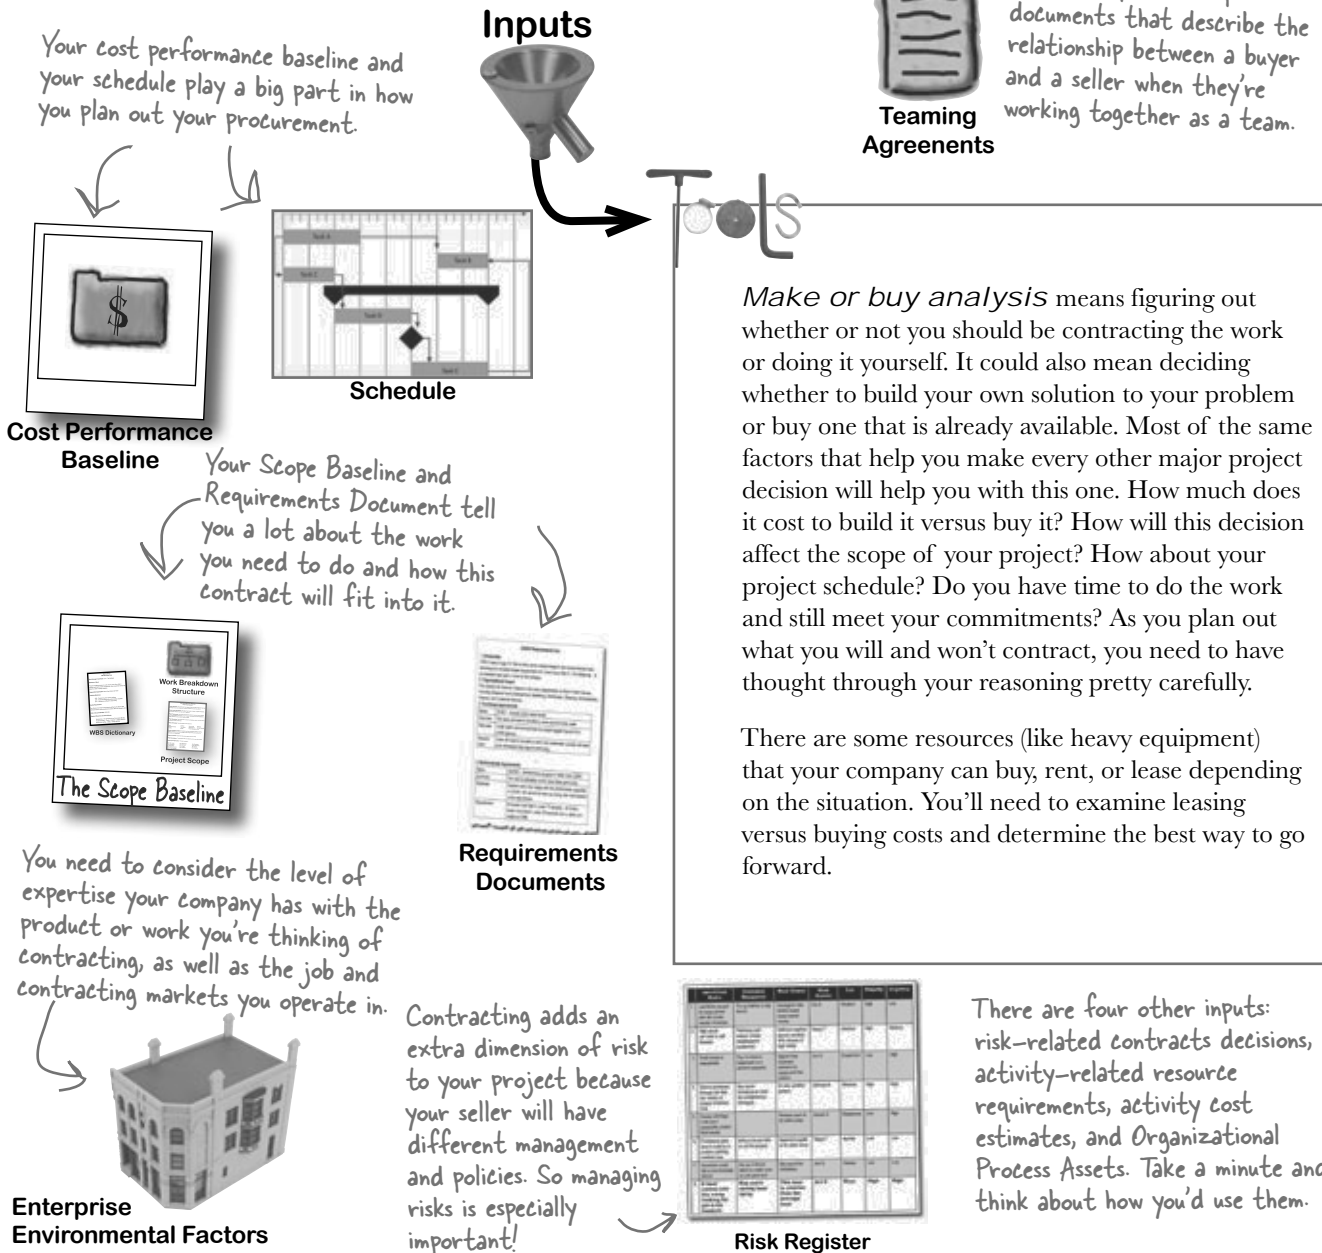 Inputs
documents that describe the
relationship between a buyer
and a seller when they're
working together as a team.
Teaming
Agreenents
Your cost performance baseline and
your schedule play a big part in how
you plan out your procurement.
Schedule
$
Cost Performance
Baseline
Tools
Make or buy analysis means figuring out
whether or not you should be contracting the work
or doing it yourself. It could also mean deciding
whether to build your own solution to your problem
or buy one that is already available. Most of the same
factors that help you make every other major project
decision will help you with this one. How much does
it cost to build it versus buy it? How will this decision
affect the scope of your project? How about your
project schedule? Do you have time to do the work
and still meet your commitments? As you plan out
what you will and won't contract, you need to have
thought through your reasoning pretty carefully.
There are some resources (like heavy equipment)
that your company can buy, rent, or lease depending
on the situation. You'll need to examine leasing
versus buying costs and determine the best way to go
forward.
Your Scope Baseline and
Requirements Document tell
you a lot about the work
you need to do and how this
contract will fit into it.
Work Breakdown
Structure
WBS Dictionary
Project Scope
The Scope Baseline
Requirements
Documents
You need to consider the level of
expertise your company has with the
product or work you're thinking of
contracting, as well as the job and
contracting markets you operate in.
Enterprise
Environmental Factors
Contracting adds an
extra dimension of risk
to your project because
your seller will have
different management
and policies. So managing
risks is especially
important!
Risk Register
There are four other inputs:
risk-related contracts decisions,
activity-related resource
requirements, activity cost
estimates, and Organizational
Process Assets. Take a minute and
think about how you'd use them.